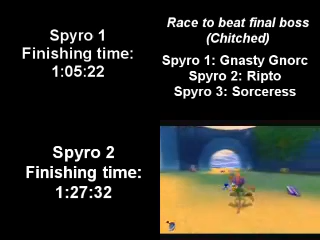 Spyro 1
Finishing time:
1:05:22
Race to beat final boss
(Chitched)
Spyro 1: Gnasty Gnorc
Spyro 2: Ripto
Spyro 3: Sorceress
Spyro 2
Finishing time:
1:27:32